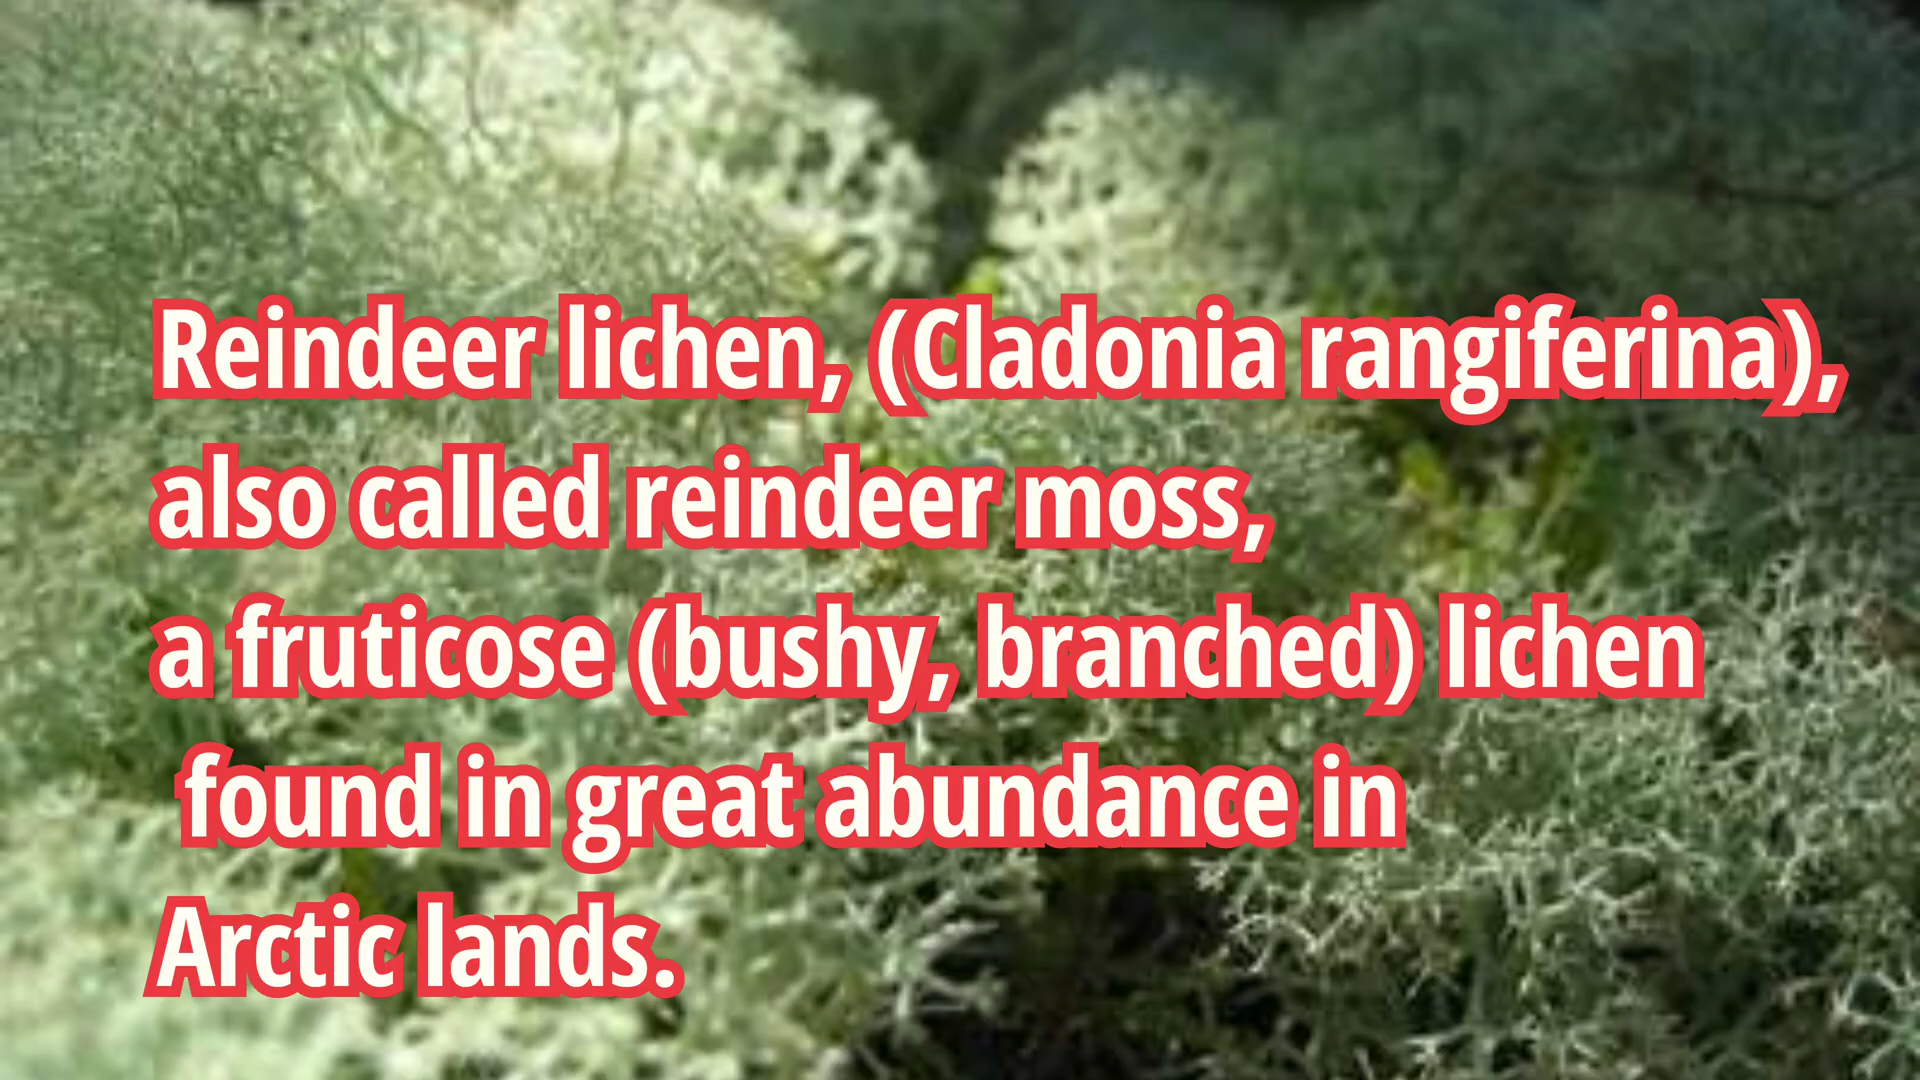 Reindeer lichen, (Cladonia rangiferina),
also called reindeer moss,
a fruticose (bushy, branched) lichen
found in great abundance in
Arctic lands.